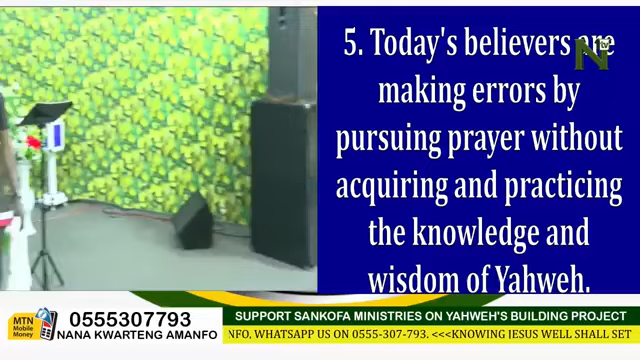 5. Today's believers are
making errors by
pursuing prayer without
acquiring and practicing
the knowledge and
wisdom of Yahweh.
N TV
MTN
Mobile
Money
0555307793
NANA KWARTENG AMANFO
SUPPORT SANKOFA MINISTRIES ON YAHWEH'S BUILDING PROJECT
NFO, WHATSAPP US ON 0555-307-793. <<<KNOWING IESUS WELL SHALL SET